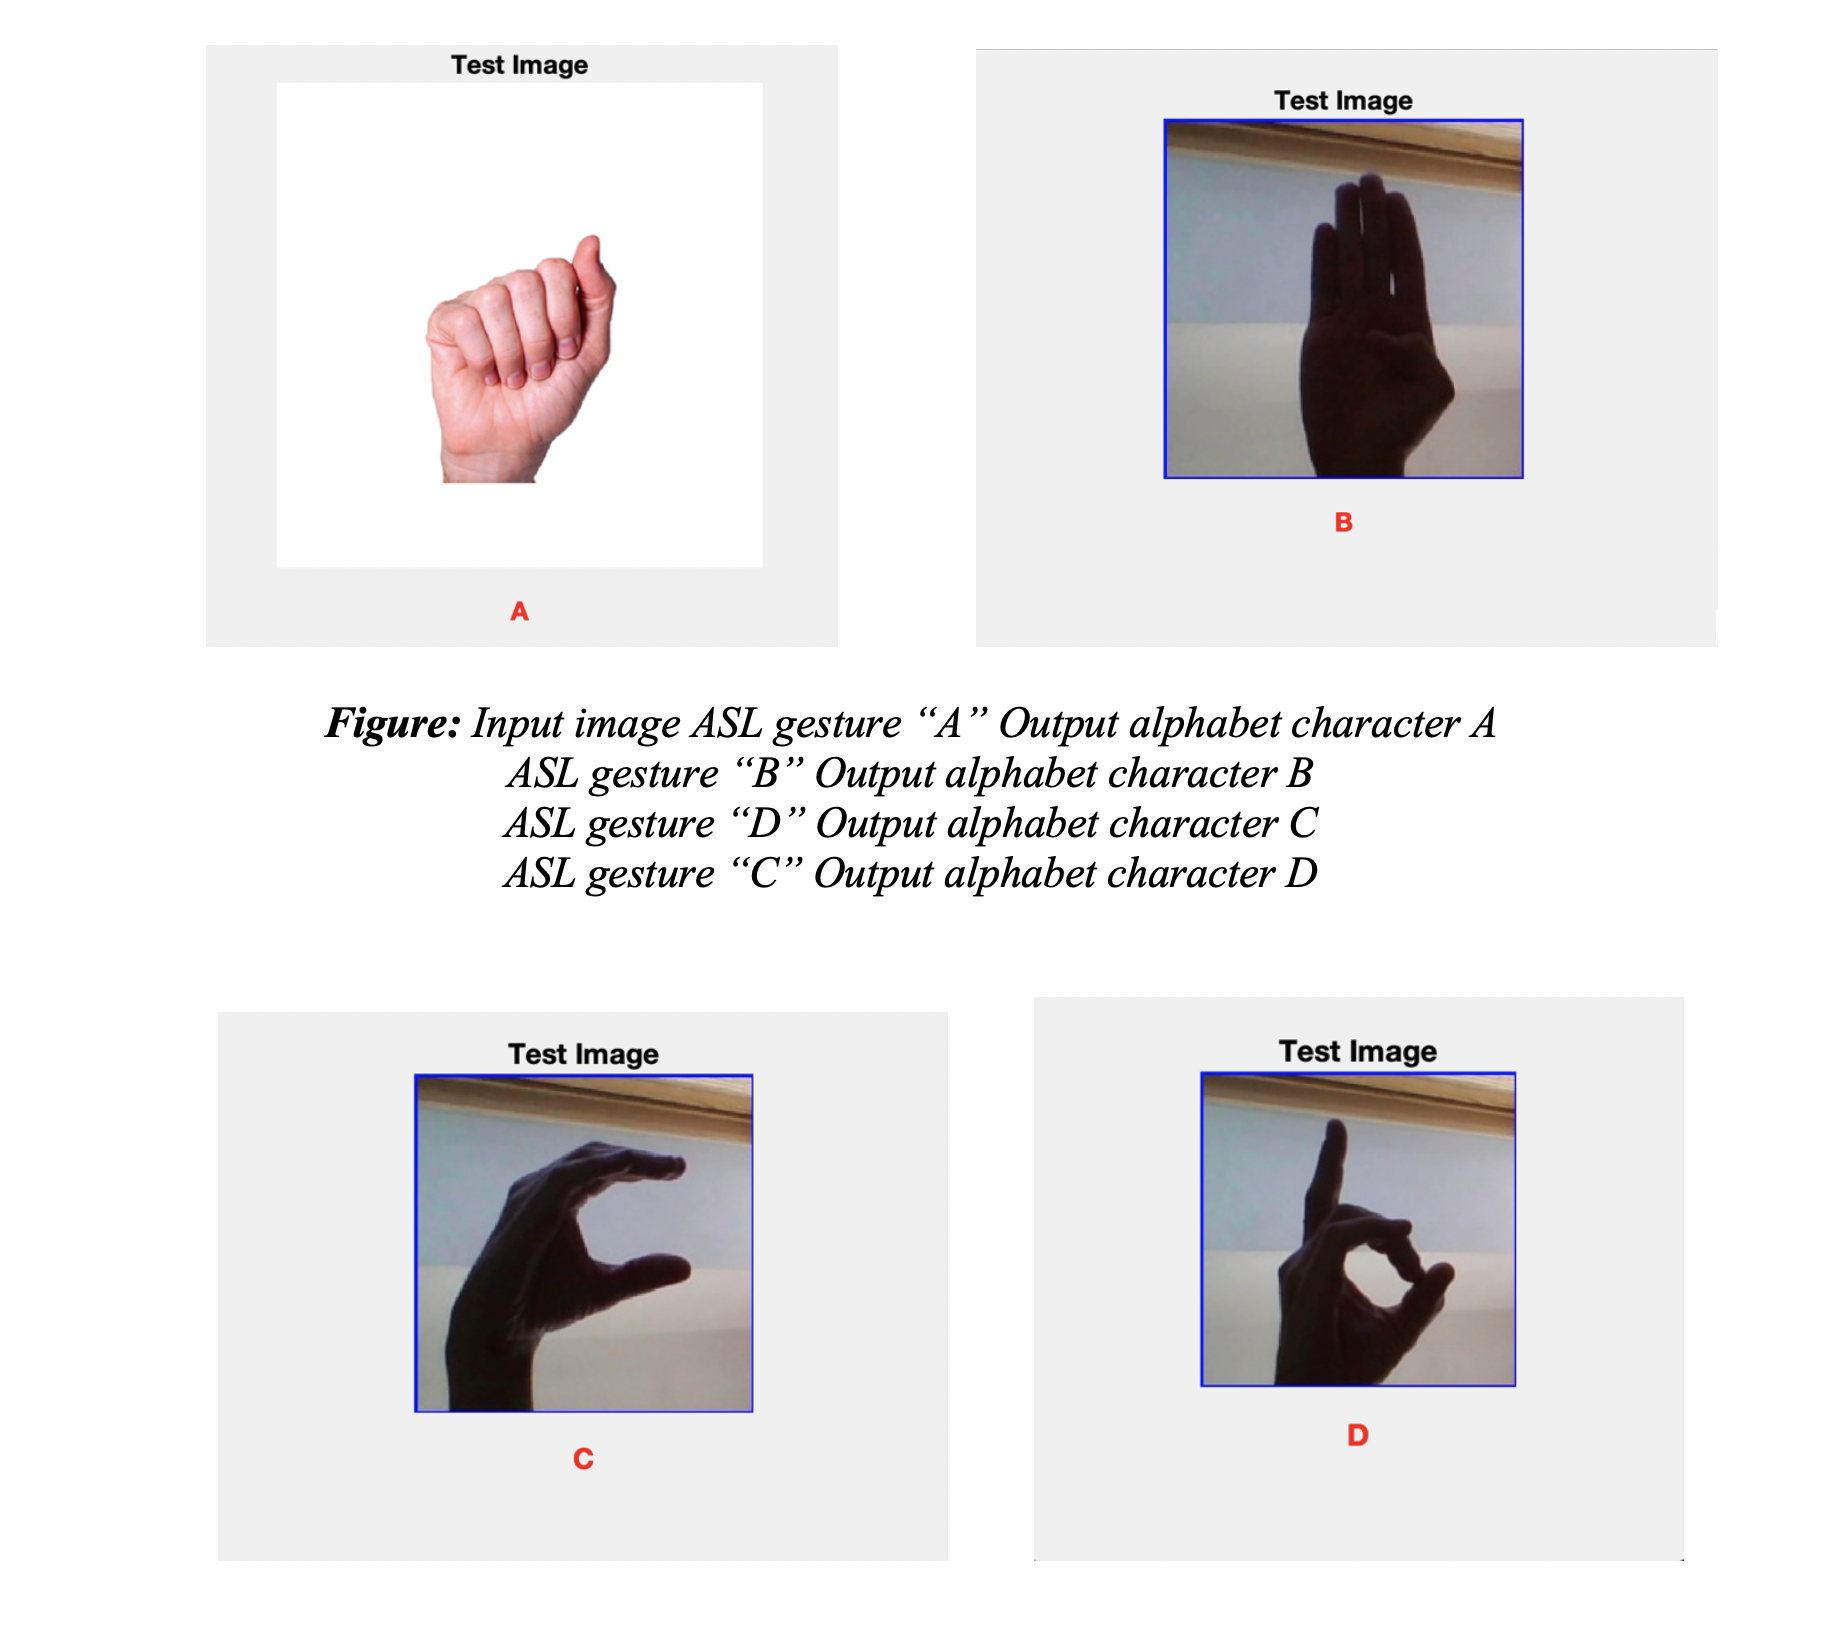 Test Image
Test Image
A
B
Figure: Input image ASL gesture “A” Output alphabet character A
ASL gesture “B” Output alphabet character B
ASL gesture “D” Output alphabet character C
ASL gesture “C” Output alphabet character D
Test Image
Test Image
C
D